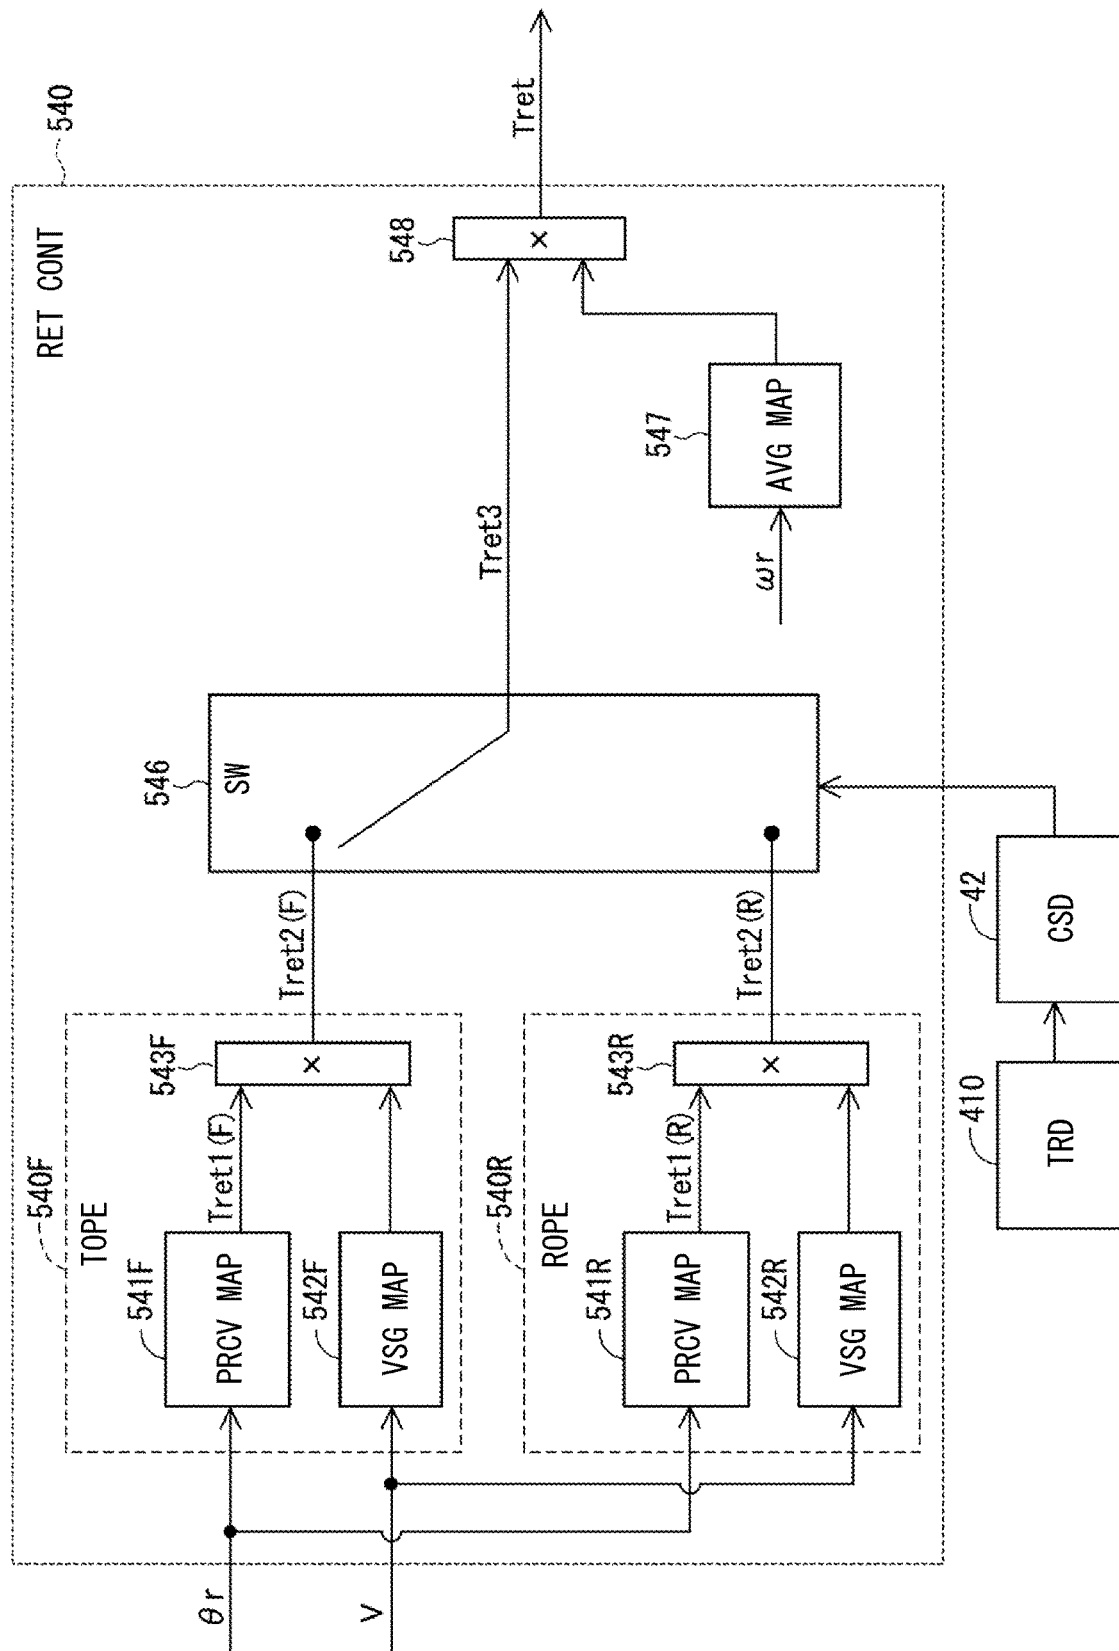 540
RET CONT
θr
V
540F
TOPE
541F
PRCV MAP
Tret1(F)
542F
VSG MAP
543F
×
Tret2(F)
540R
ROPE
541R
PRCV MAP
Tret1(R)
542R
VSG MAP
543R
×
Tret2(R)
546
SW
Tret3
ωr
547
AVG MAP
548
×
Tret
410
TRD
42
CSD